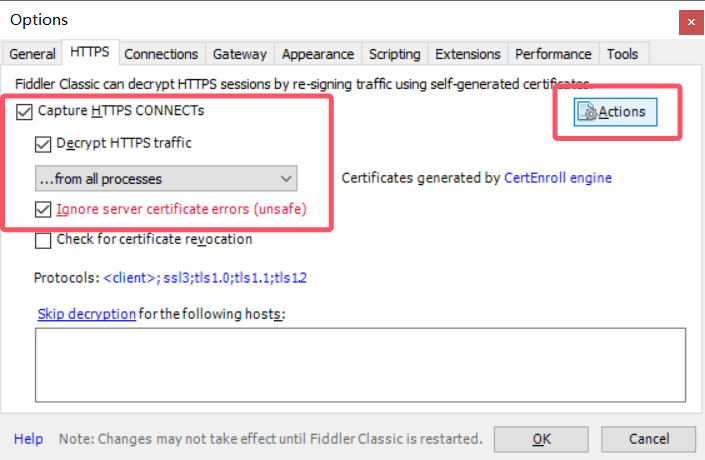 Options
General HTTPS Connections Gateway Appearance Scripting Extensions Performance Tools
Fiddler Classic can decrypt HTTPS sessions by re-signing traffic using self-generated certificates.
Capture HTTPS CONNECTs
Actions
Decrypt HTTPS traffic
...from all processes
Certificates generated by CertEnroll engine
Ignore server certificate errors (unsafe)
Check for certificate revocation
Protocols: <client>; ssl3;tls1.0;tls1.1;tls1.2
Skip decryption for the following hosts:
Help Note: Changes may not take effect until Fiddler Classic is restarted. OK Cancel